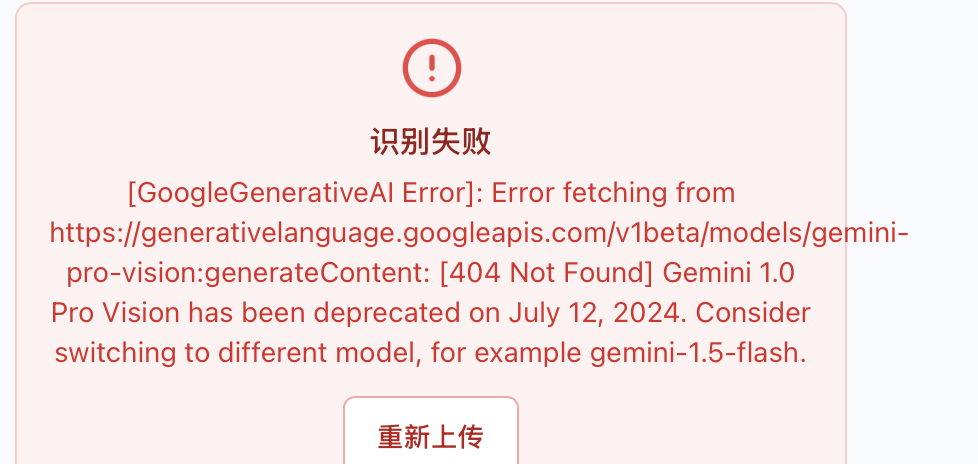 识别失败
[GoogleGenerativeAI Error]: Error fetching from
https://generativelanguage.googleapis.com/v1beta/models/gemini-
pro-vision:generateContent: [404 Not Found] Gemini 1.0
Pro Vision has been deprecated on July 12, 2024. Consider
switching to different model, for example gemini-1.5-flash.
重新上传